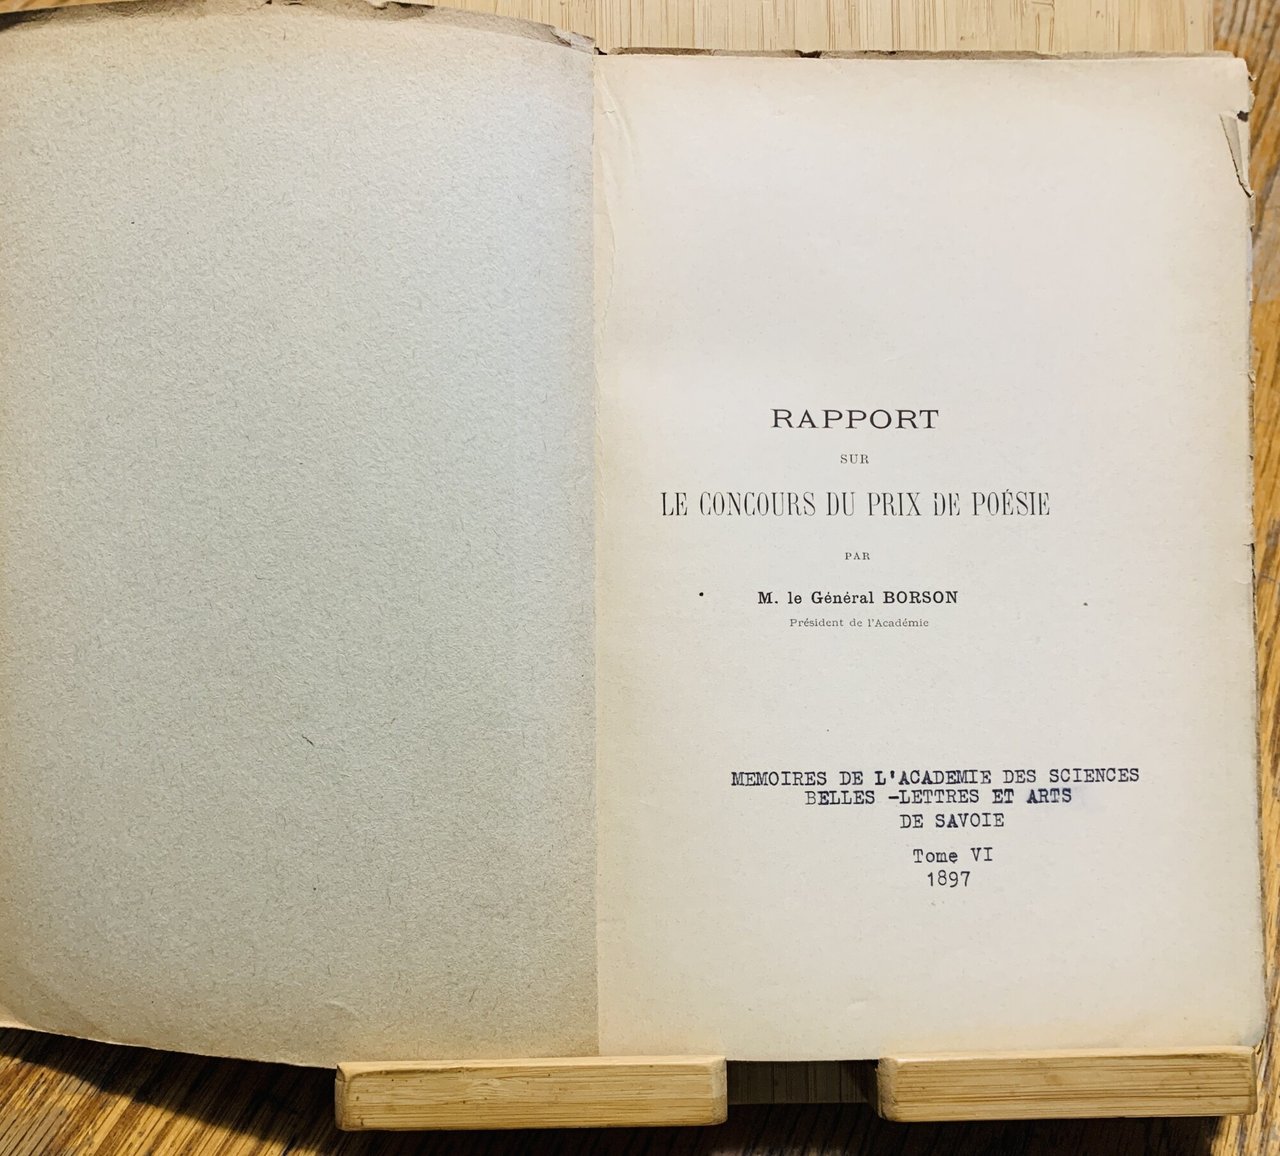 RAPPORT
SUR
LE CONCOURS DU PRIX DE POÉSIE
PAR
M. le Général BORSON
Président de l'Académie
MEMOIRES DE L'ACADEMIE DES SCIENCES
BELLES -LETTRES ET ARTS
DE SAVOIE
Tome VI
1897